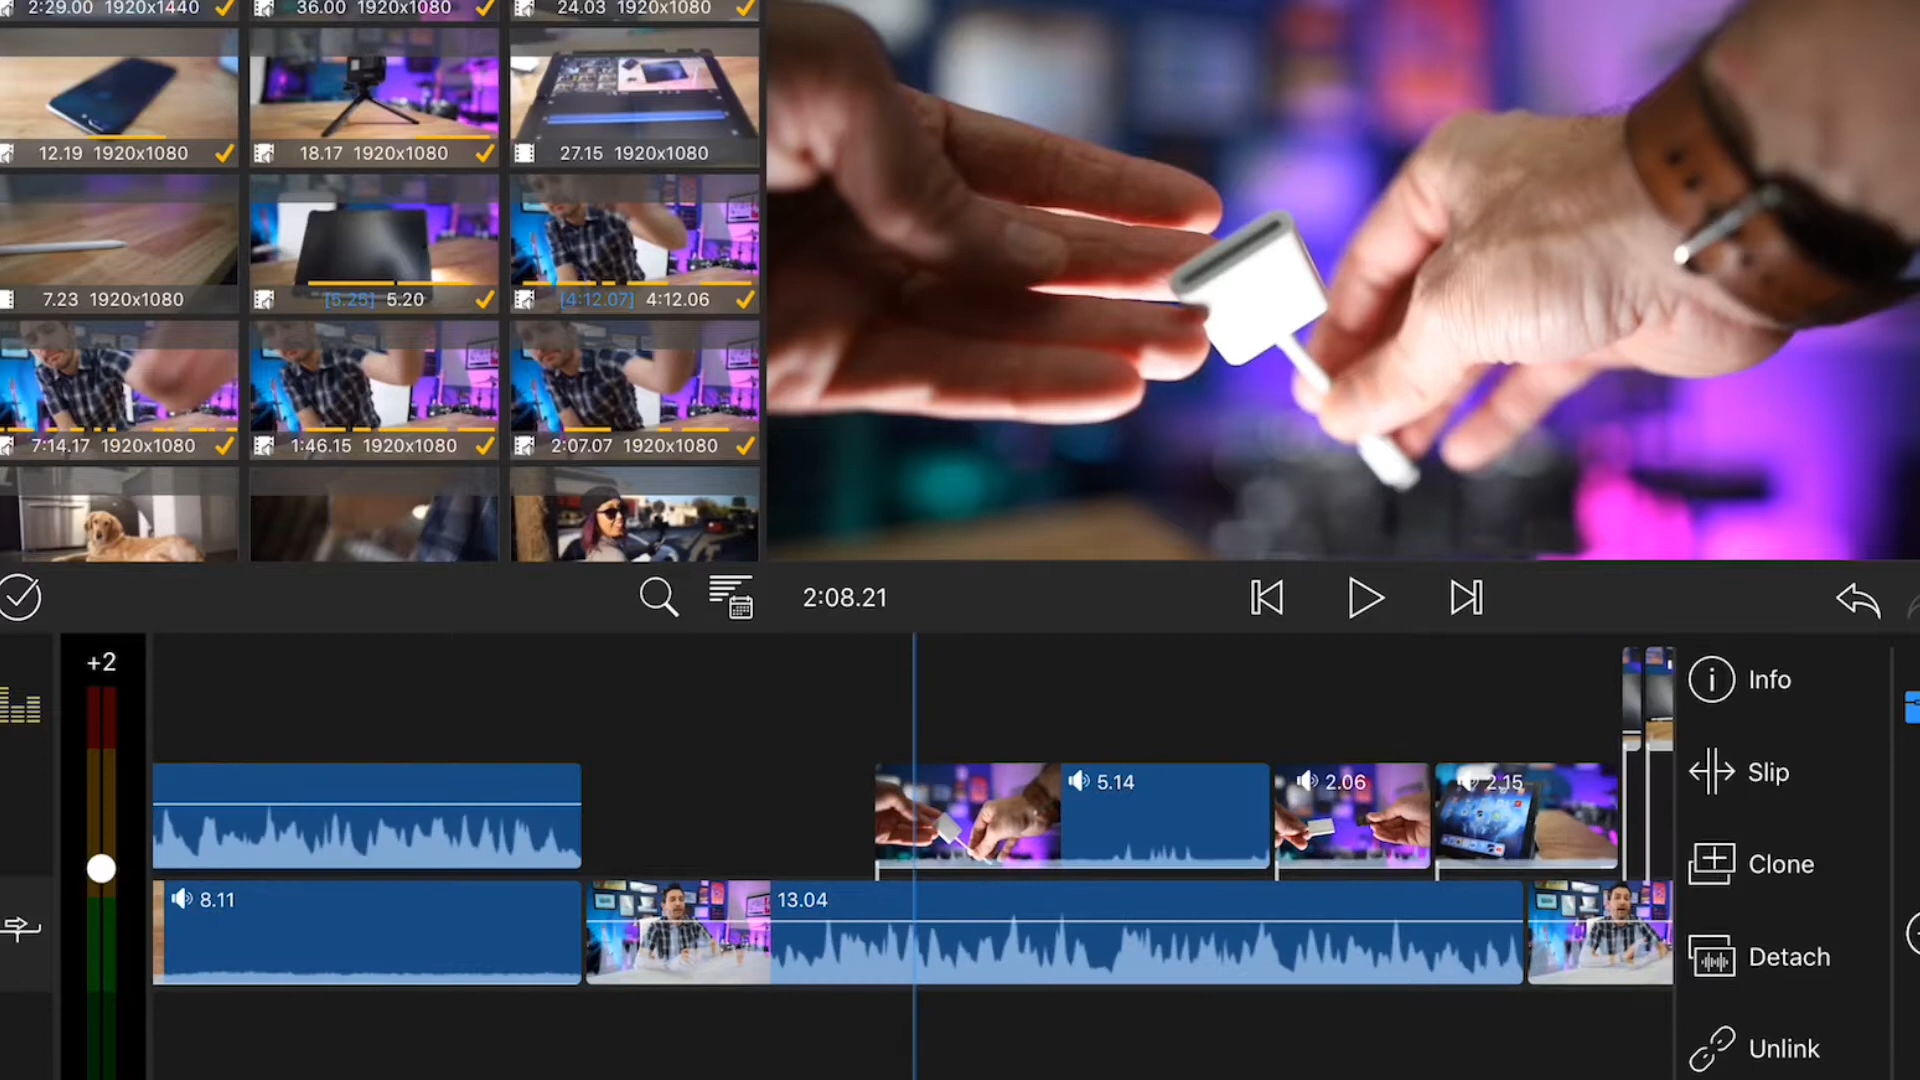 2:29.00 1920x1440
36.00 1920x1080
24.03 1920x1080
12.19 1920x1080
18.17 1920x1080
27.15 1920x1080
7.23 1920x1080
[5.25] 5.20
[4:12.07] 4:12.06
7:14.17 1920x1080
1:46.15 1920x1080
2:07.07 1920x1080
2:08.21
+2
Info
Slip
5.14
2.06
2.15
Clone
8.11
13.04
Detach
Unlink